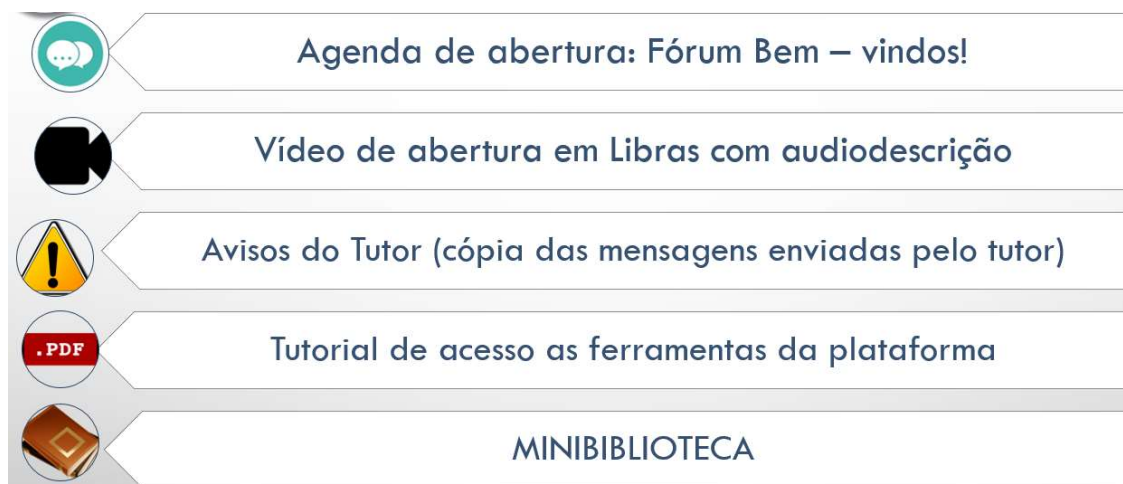 Agenda de abertura: Fórum Bem – vindos!
Vídeo de abertura em Libras com audiodescrição
Avisos do Tutor (cópia das mensagens enviadas pelo tutor)
.PDF
Tutorial de acesso as ferramentas da plataforma
MINIBIBLIOTECA